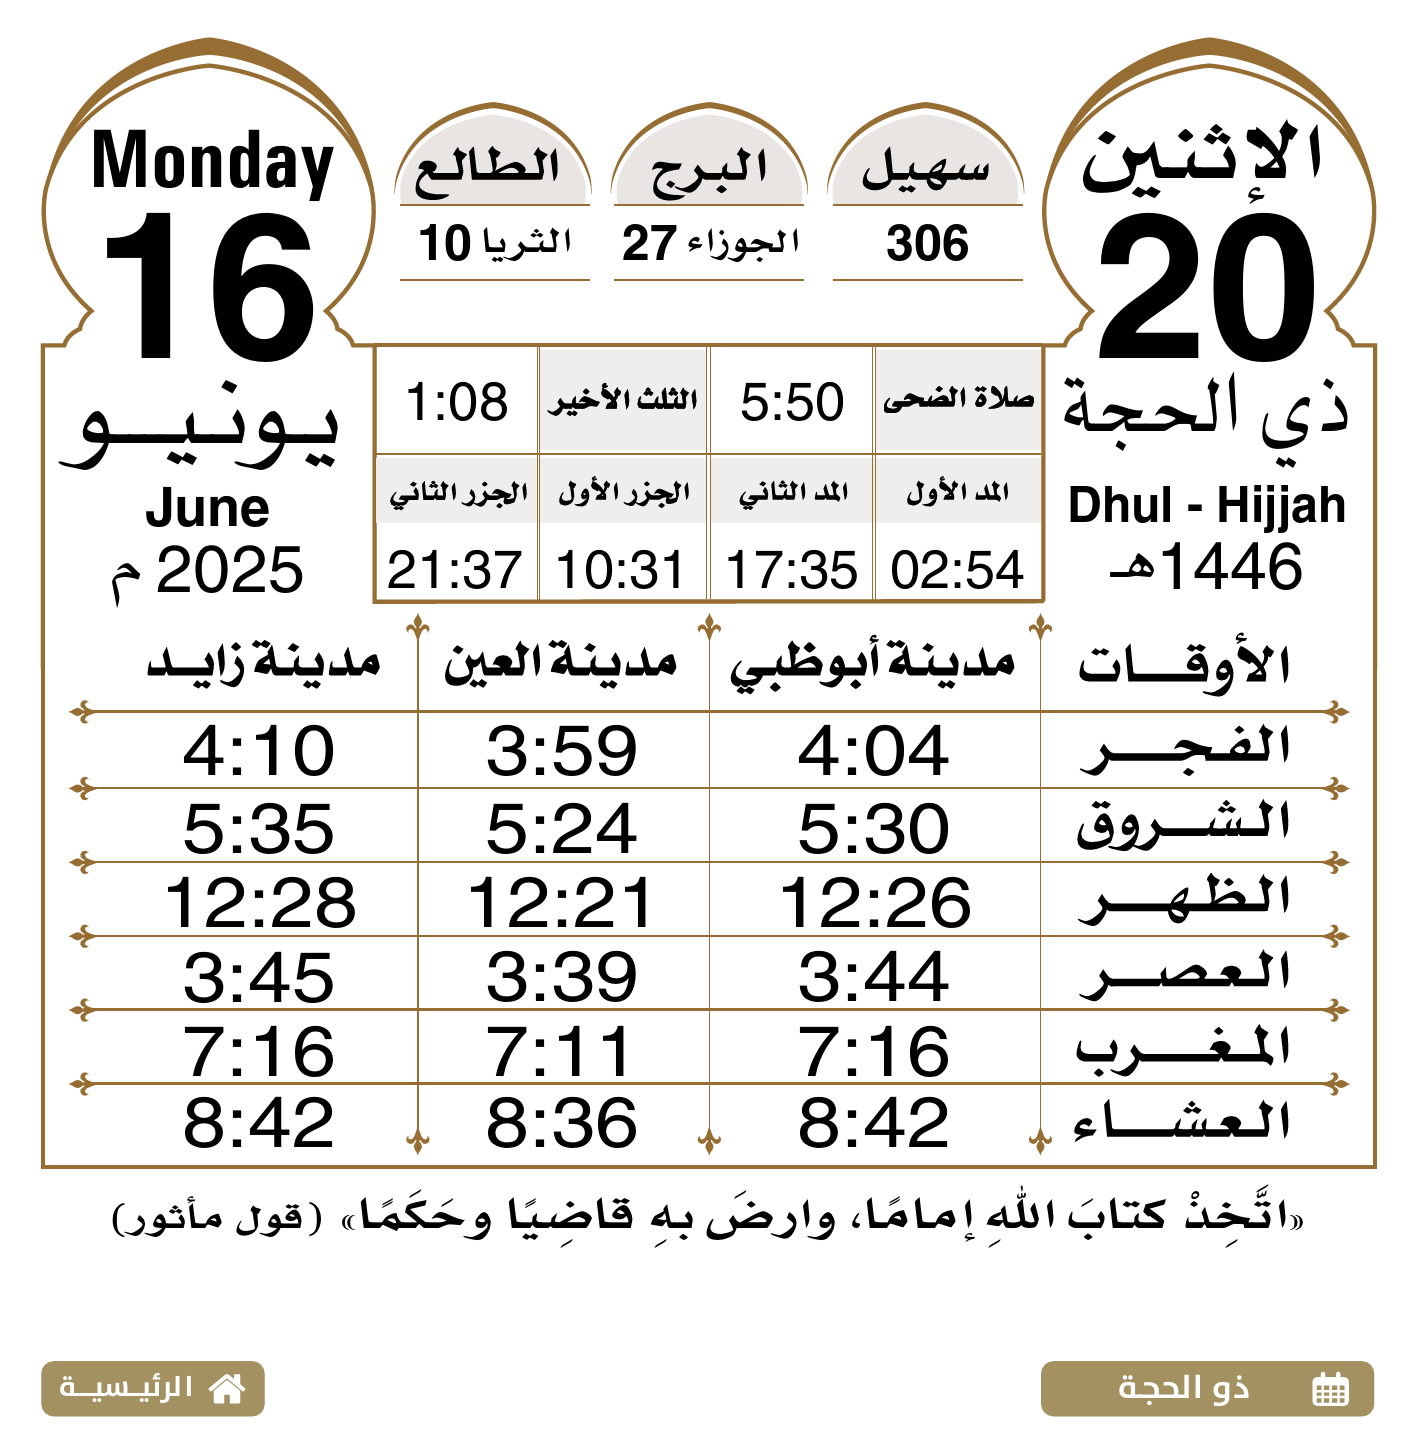 الإثنين
20
ذي الحجة
Dhul - Hijjah
1446هـ
سهيل
306
البرج
الجوزاء 27
الطالع
الثريا 10
Monday
16
يونيو
June
2025 م
صلاة الضحى 5:50 الثلث الأخير 1:08
المد الأول المد الثاني الجزر الأول الجزر الثاني
02:54 17:35 10:31 21:37
الأوقات مدينة أبوظبي مدينة العين مدينة زايد
الفجر 4:04 3:59 4:10
الشروق 5:30 5:24 5:35
الظهر 12:26 12:21 12:28
العصر 3:44 3:39 3:45
المغرب 7:16 7:11 7:16
العشاء 8:42 8:36 8:42
«اتَّخِذْ كتابَ اللهِ إمامًا، وارضَ بهِ قاضِيًا وحَكَمًا» (قول مأثور)
ذو الحجة
الرئيسية